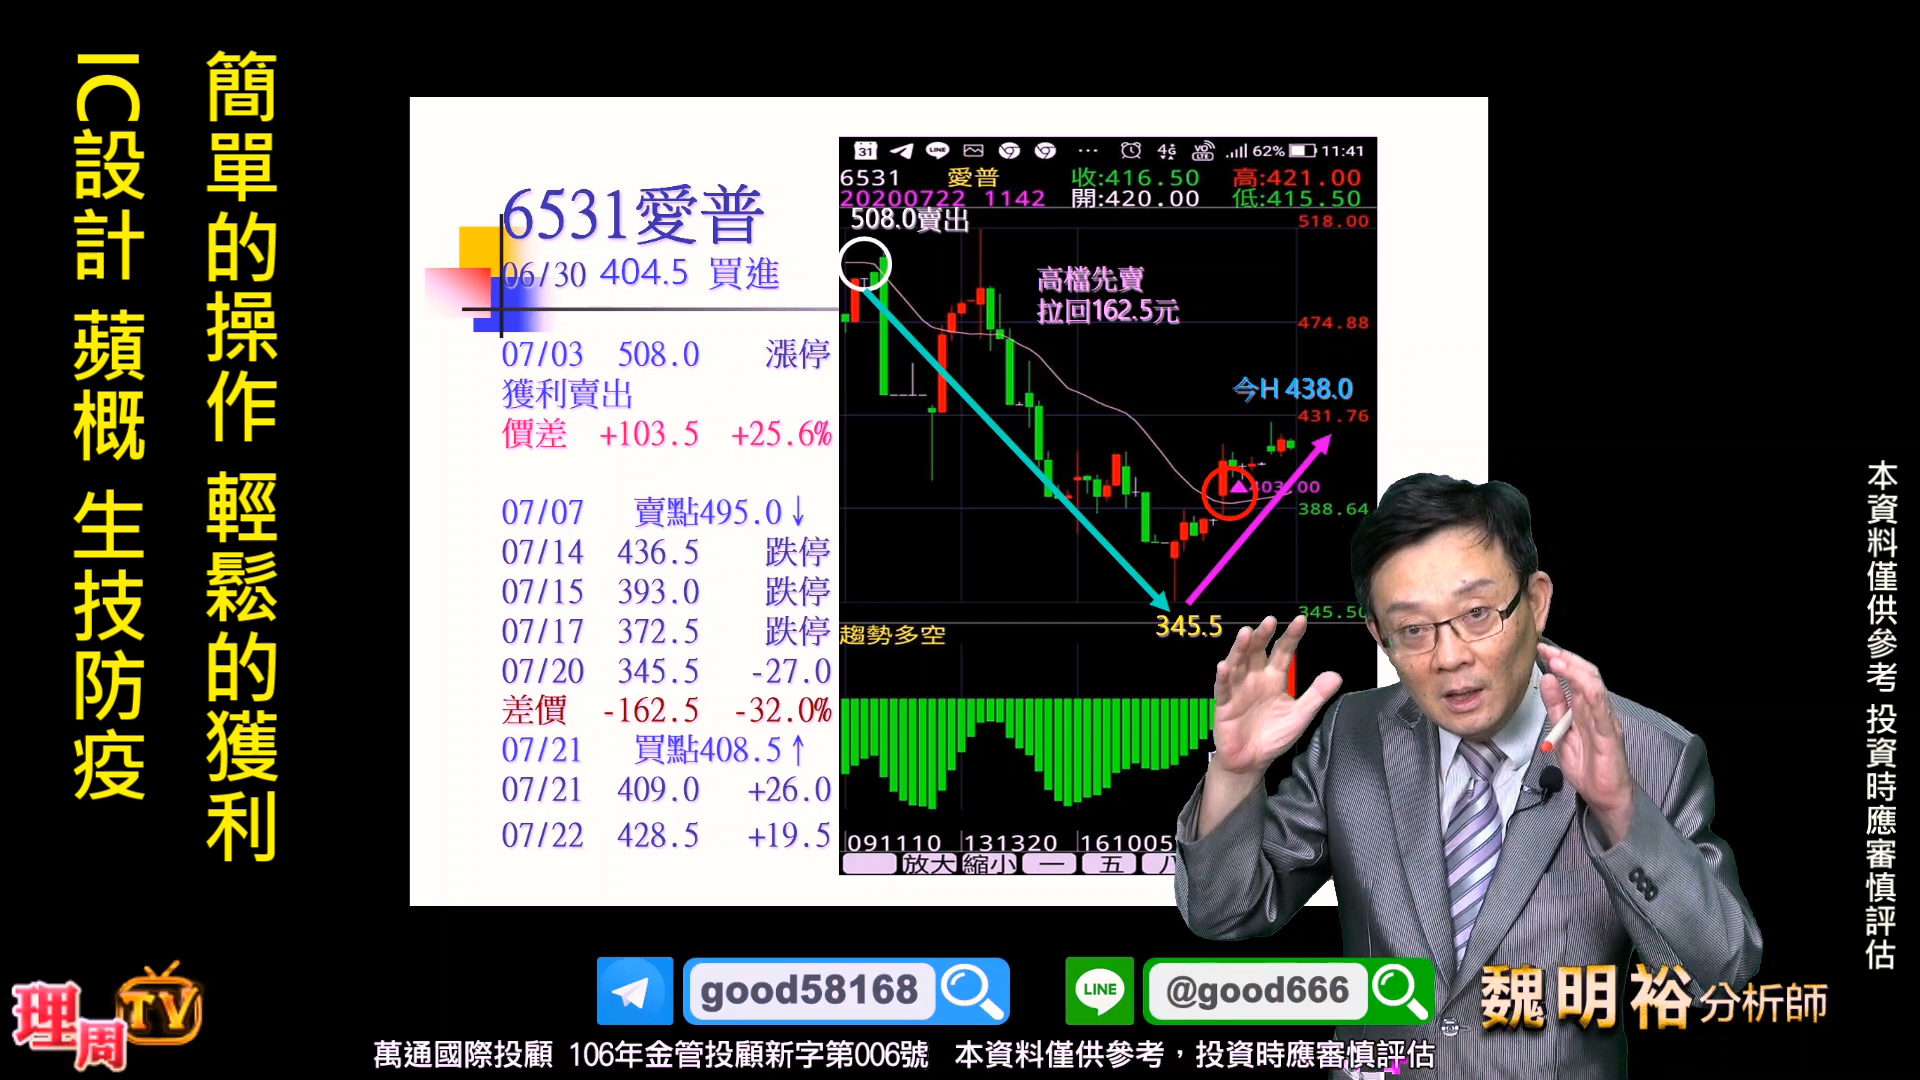 簡單的操作 輕鬆的獲利
IC設計 蘋概 生技防疫
6531愛普
06/30 404.5 買進
07/03 508.0 漲停
獲利賣出
價差 +103.5 +25.6%
07/07 賣點495.0↓
07/14 436.5 跌停
07/15 393.0 跌停
07/17 372.5 跌停
07/20 345.5 -27.0
差價 -162.5 -32.0%
07/21 買點408.5↑
07/21 409.0 +26.0
07/22 428.5 +19.5
31 LINE 4G VO LTE 62% 11:41
6531 愛普 收:416.50 高:421.00
20200722 1142 開:420.00 低:415.50
508.0賣出
518.00
高檔先賣
拉回162.5元
474.88
今H 438.0
431.76
403.00
388.64
345.50
345.5
趨勢多空
091110 131320 161005
放大 縮小 一 五
本資料僅供參考 投資時應審慎評估
理周TV
good58168
LINE @good666
魏明裕分析師
萬通國際投顧 106年金管投顧新字第006號 本資料僅供參考,投資時應審慎評估